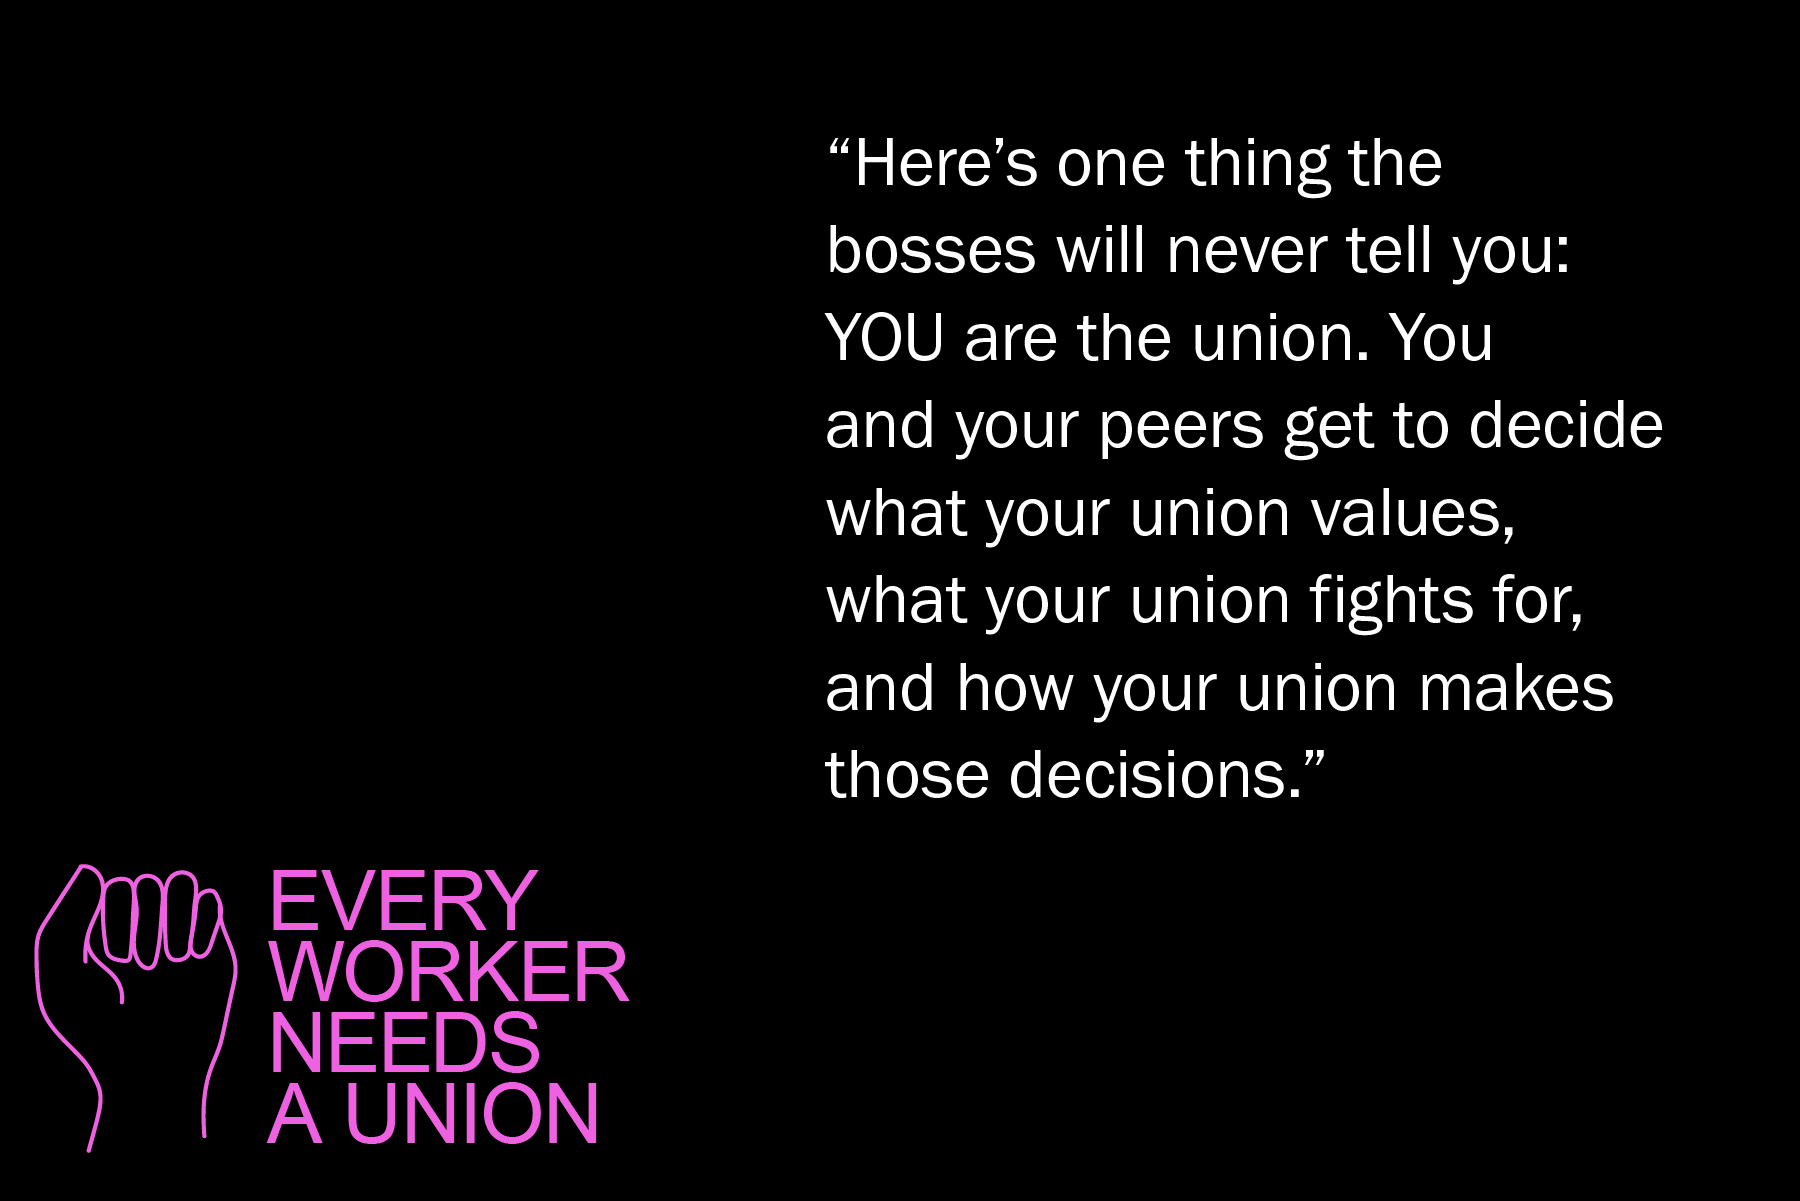 “Here’s one thing the
bosses will never tell you:
YOU are the union. You
and your peers get to decide
what your union values,
what your union fights for,
and how your union makes
those decisions.”
EVERY
WORKER
NEEDS
A UNION